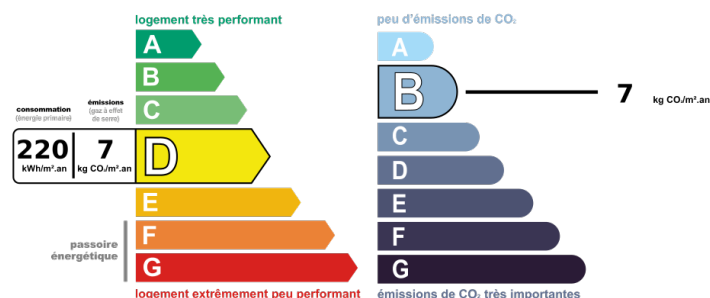 logement très performant
A
B
C
consommation
(énergie primaire)
émissions
(gaz à effet
de serre)
220
kWh/m².an
7
kg CO₂/m².an
D
E
F
G
passoire
énergétique
logement extrêmement peu performant
peu d'émissions de CO₂
A
B
7
kg CO₂/m².an
C
D
E
F
G
émissions de CO₂ très importantes